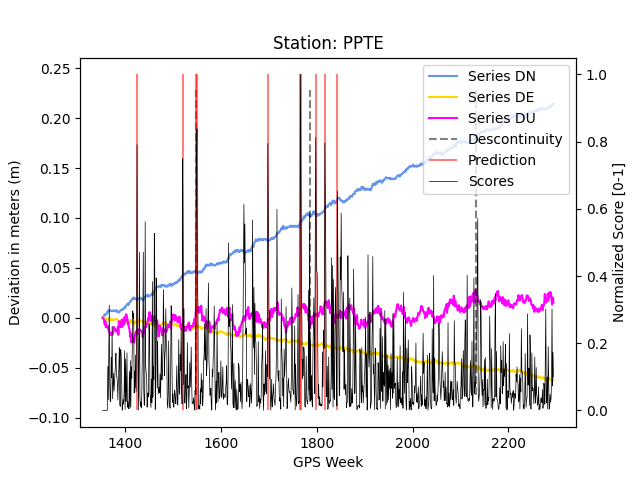 Station: PPTE
0.25
0.20
0.15
0.10
0.05
0.00
−0.05
−0.10
Deviation in meters (m)
1400
1600
1800
2000
2200
GPS Week
1.0
0.8
0.6
0.4
0.2
0.0
Normalized Score [0-1]
Series DN
Series DE
Series DU
Descontinuity
Prediction
Scores